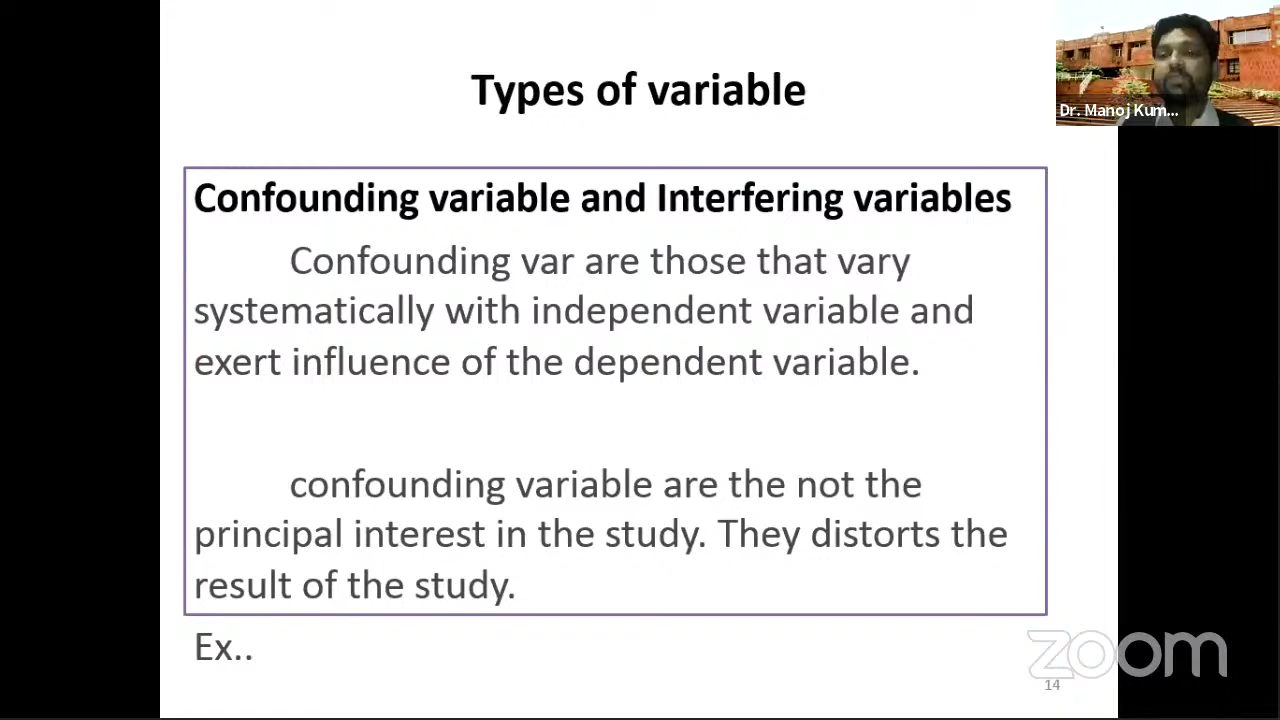 Types of variable
Dr. Manoj Kum...
Confounding variable and Interfering variables
Confounding var are those that vary
systematically with independent variable and
exert influence of the dependent variable.
confounding variable are the not the
principal interest in the study. They distorts the
result of the study.
Ex..
zoom
14